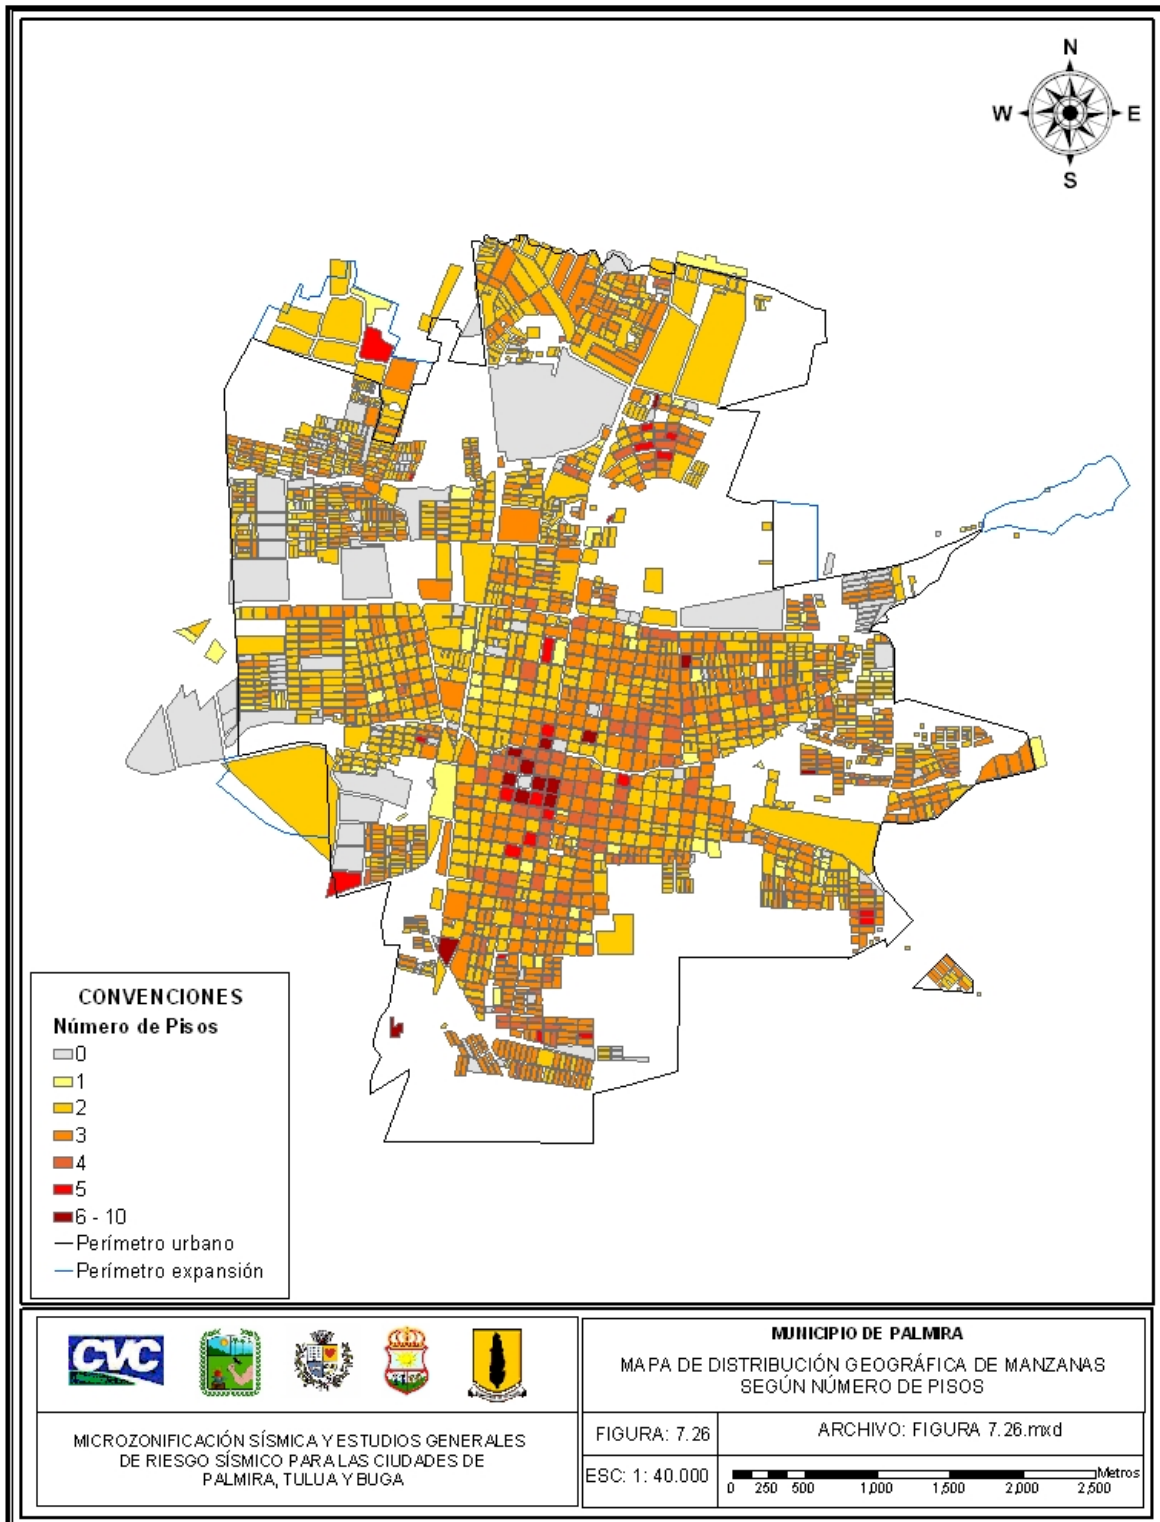 N
W E
S
CONVENCIONES
Número de Pisos
0
1
2
3
4
5
6 - 10
Perímetro urbano
Perímetro expansión
CVC
MICROZONIFICACIÓN SÍSMICA Y ESTUDIOS GENERALES
DE RIESGO SÍSMICO PARA LAS CIUDADES DE
PALMIRA, TULUA Y BUGA
MUNICIPIO DE PALMIRA
MAPA DE DISTRIBUCIÓN GEOGRÁFICA DE MANZANAS
SEGÚN NÚMERO DE PISOS
FIGURA: 7.26
ARCHIVO: FIGURA 7.26.mxd
ESC: 1: 40.000
Metros
0 250 500 1,000 1,500 2,000 2,500